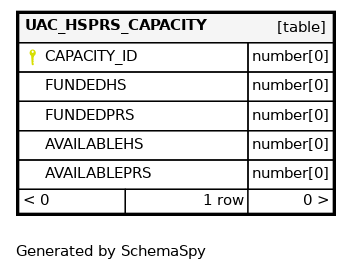 UAC_HSPRS_CAPACITY [table]
CAPACITY_ID number[0]
FUNDEDHS number[0]
FUNDEDPRS number[0]
AVAILABLEHS number[0]
AVAILABLEPRS number[0]
< 0 1 row 0 >
Generated by SchemaSpy